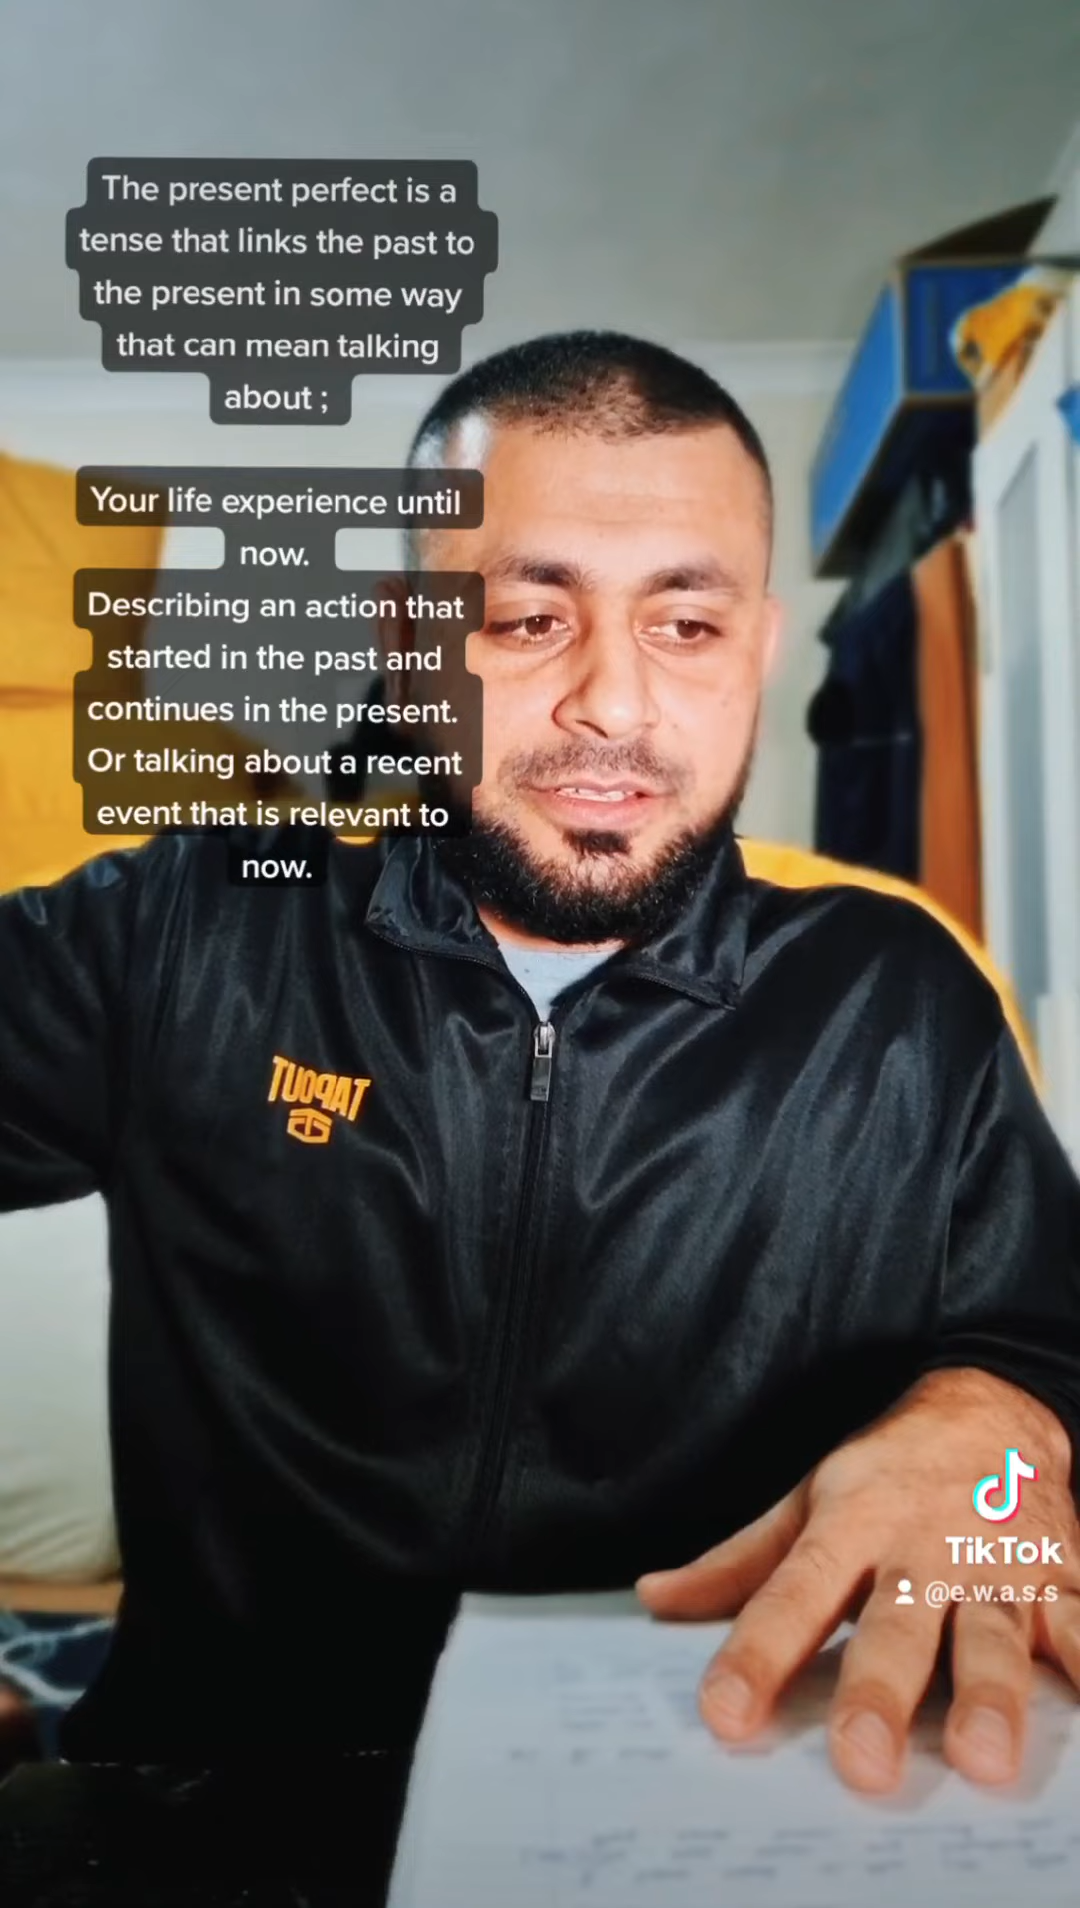 The present perfect is a
tense that links the past to
the present in some way
that can mean talking
about ;
Your life experience until
now.
Describing an action that
started in the past and
continues in the present.
Or talking about a recent
event that is relevant to
now.
TAPOUT
TikTok
@e.w.a.s.s